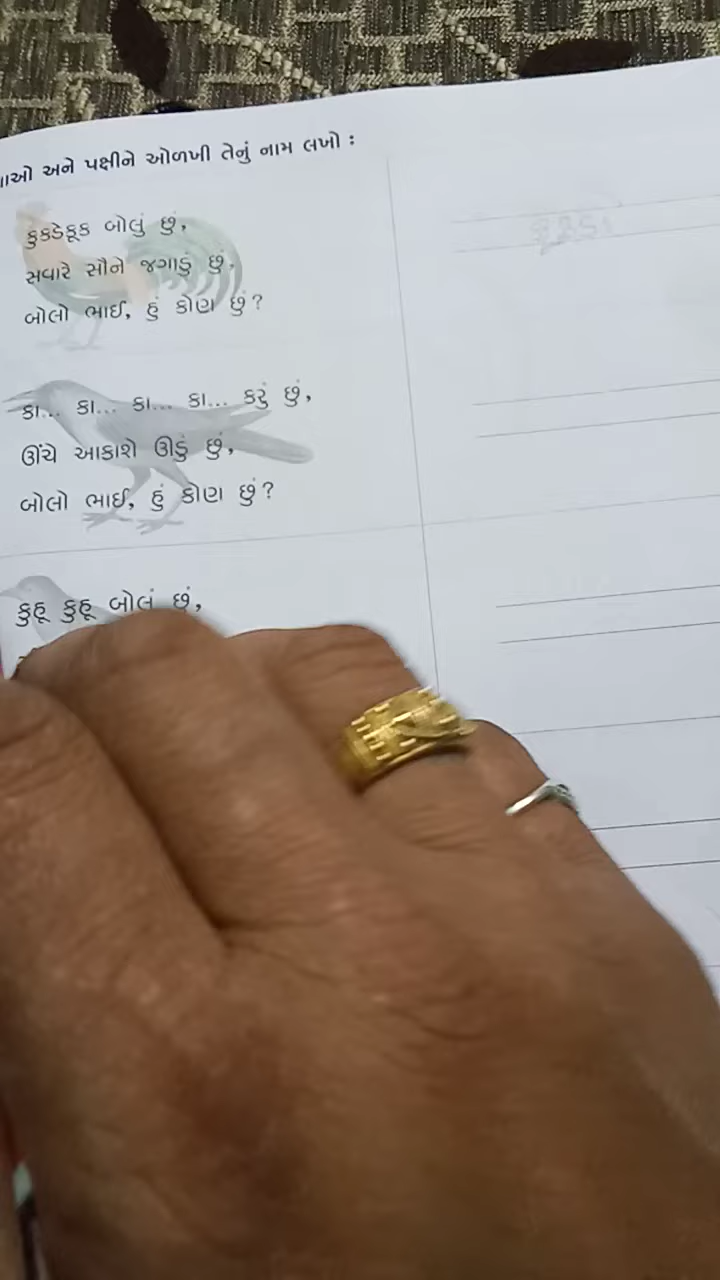 અને પક્ષીને ઓળખી તેનું નામ લખો :
કુકડેકૂક બોલું છું,
સવારે સૌને જગાડું છું,
બોલો ભાઈ, હું કોણ છું?
કા... કા... કા... કા... કરું છું,
ઊંચે આકાશે ઊડું છું,
બોલો ભાઈ, હું કોણ છું?
કુહૂ કુહૂ બોલું છું,